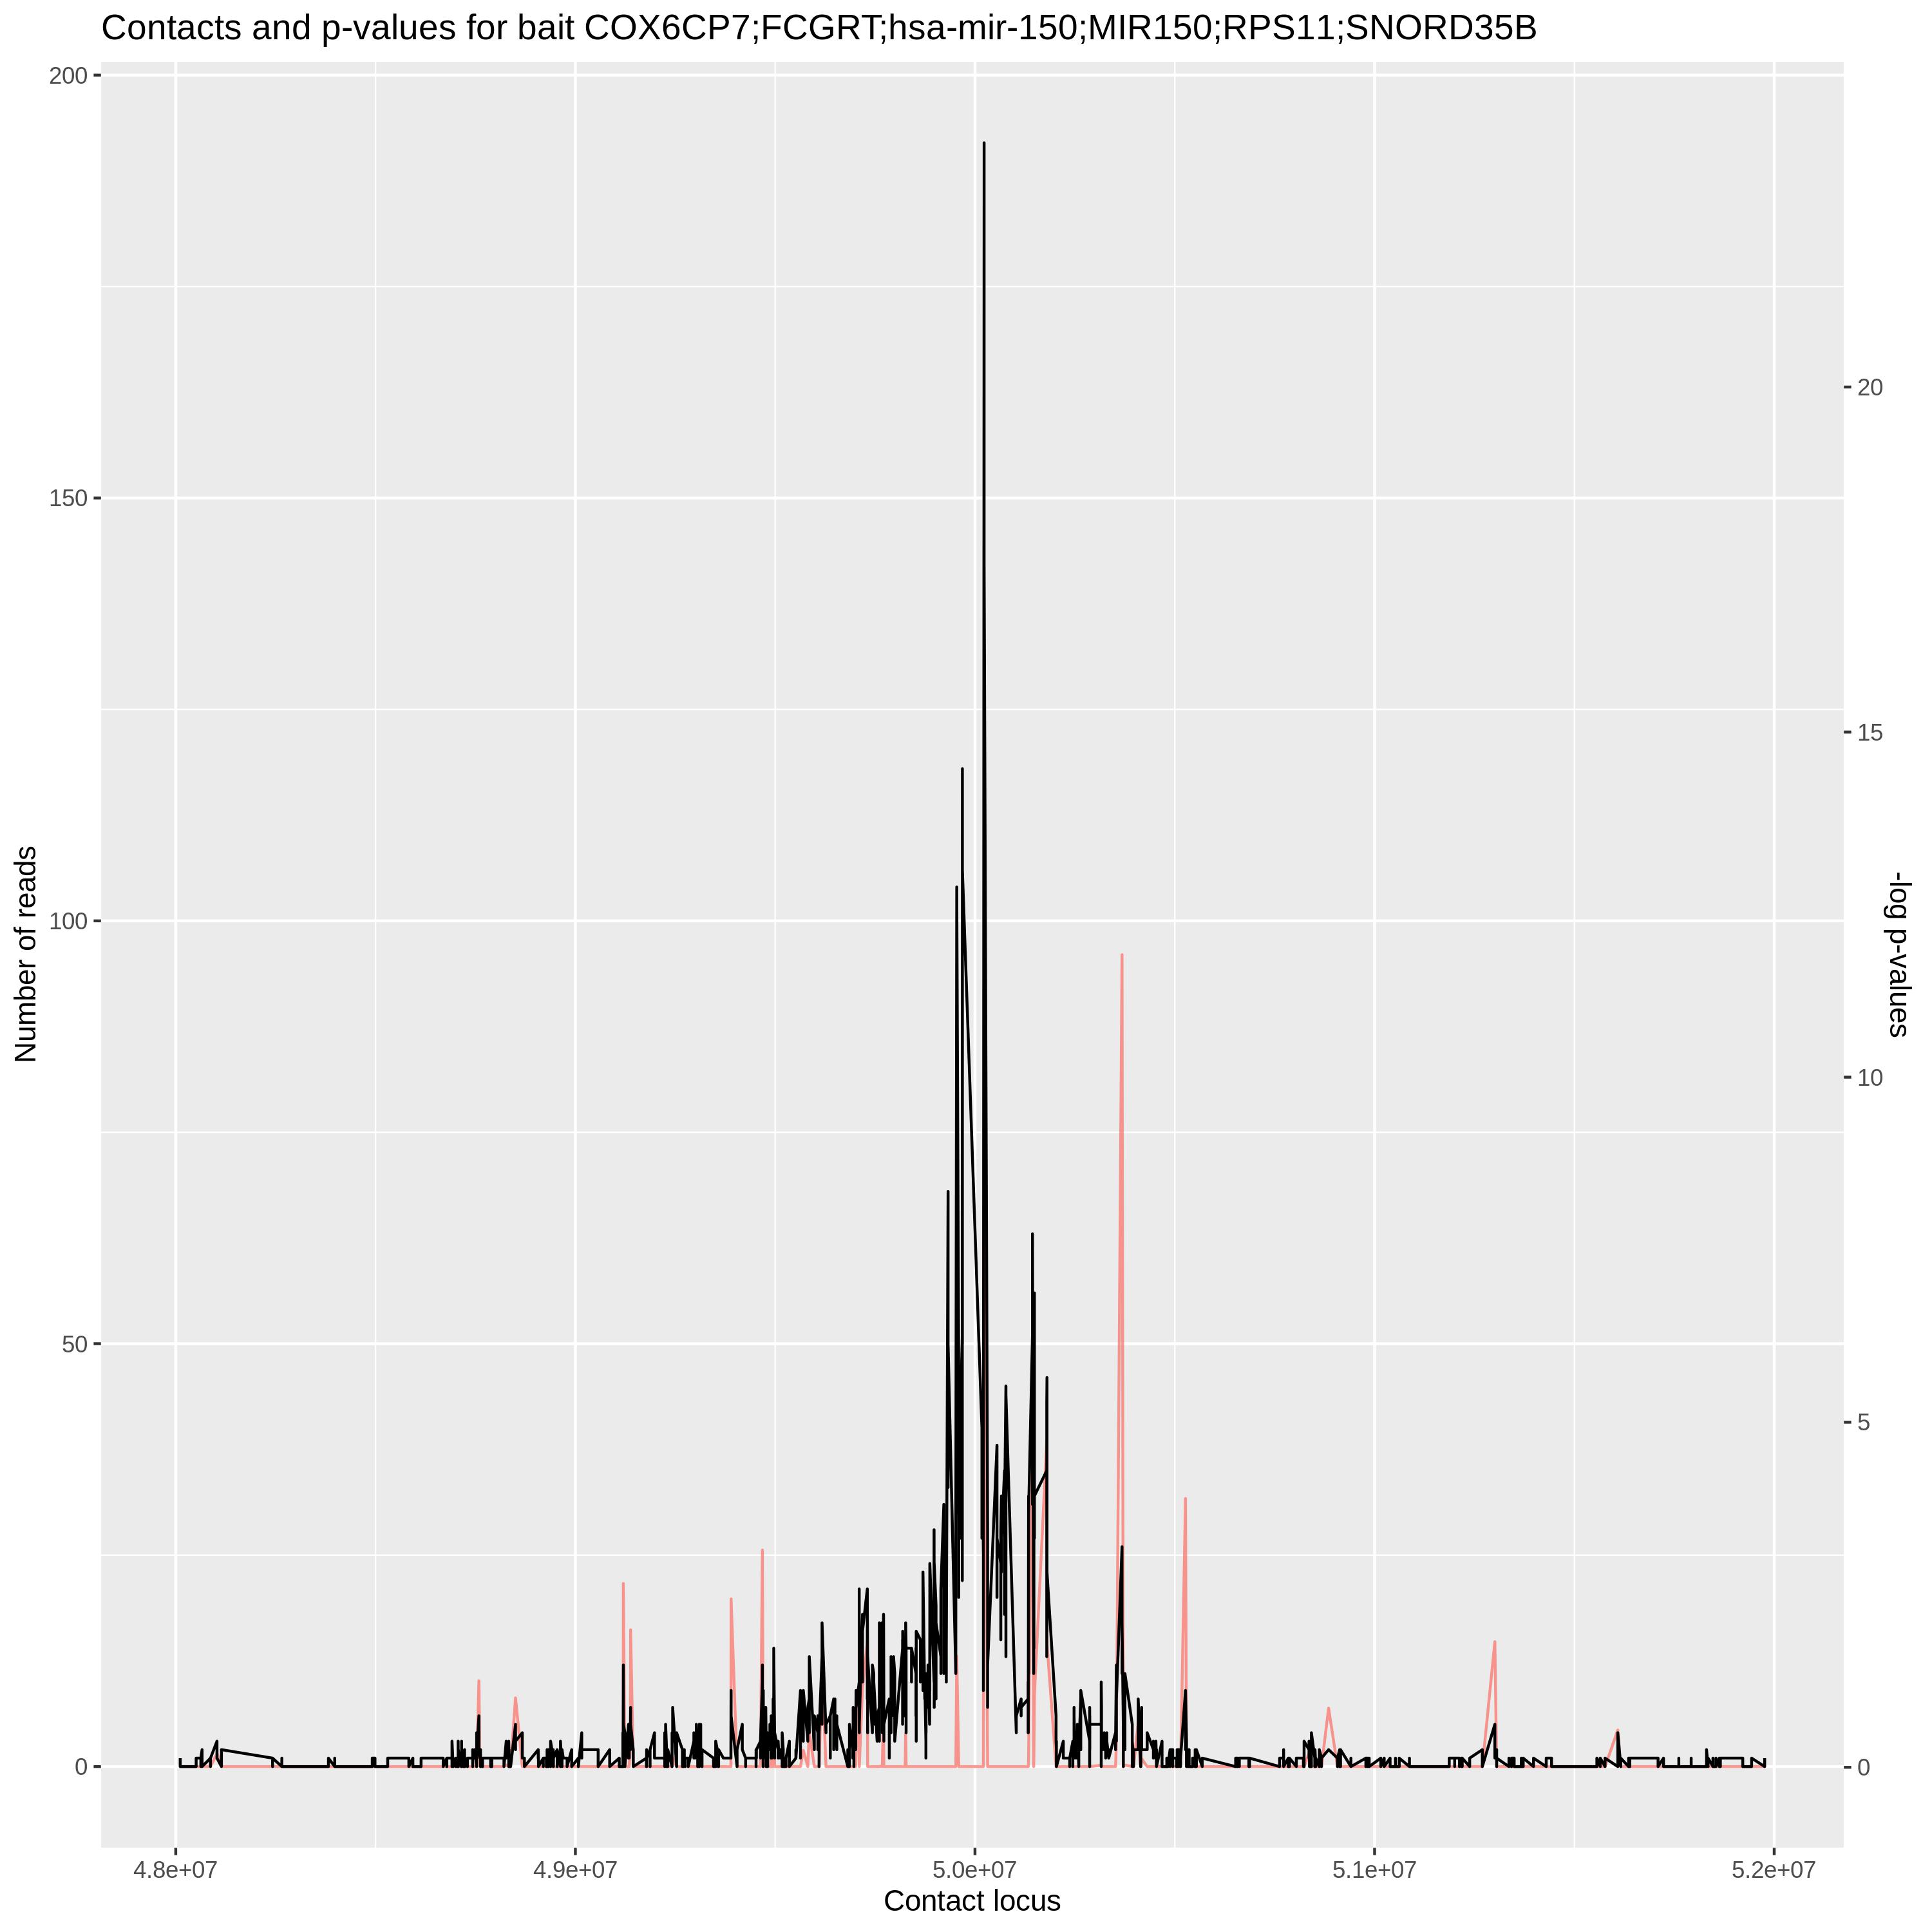 Contacts and p-values for bait COX6CP7;FCGRT;hsa-mir-150;MIR150;RPS11;SNORD35B
200
150
100
50
0
Number of reads
20
15
10
5
0
-log p-values
4.8e+07
4.9e+07
5.0e+07
5.1e+07
5.2e+07
Contact locus